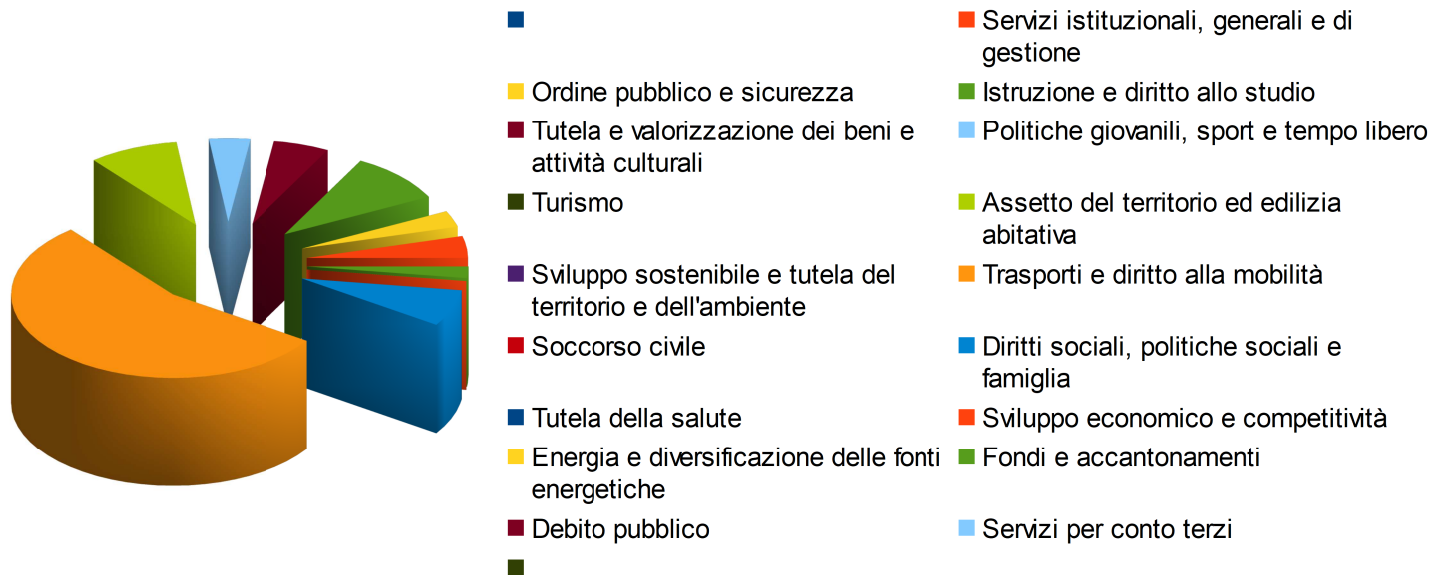 Servizi istituzionali, generali e di
gestione
Ordine pubblico e sicurezza
Istruzione e diritto allo studio
Tutela e valorizzazione dei beni e
attività culturali
Politiche giovanili, sport e tempo libero
Turismo
Assetto del territorio ed edilizia
abitativa
Sviluppo sostenibile e tutela del
territorio e dell'ambiente
Trasporti e diritto alla mobilità
Soccorso civile
Diritti sociali, politiche sociali e
famiglia
Tutela della salute
Sviluppo economico e competitività
Energia e diversificazione delle fonti
energetiche
Fondi e accantonamenti
Debito pubblico
Servizi per conto terzi